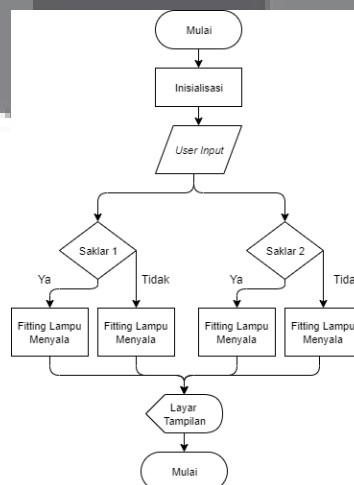 Mulai
Inisialisasi
User Input
Saklar 1
Saklar 2
Ya
Tidak
Ya
Tida
Fitting Lampu
Menyala
Fitting Lampu
Menyala
Fitting Lampu
Menyala
Fitting Lampu
Menyala
Layar
Tampilan
Mulai